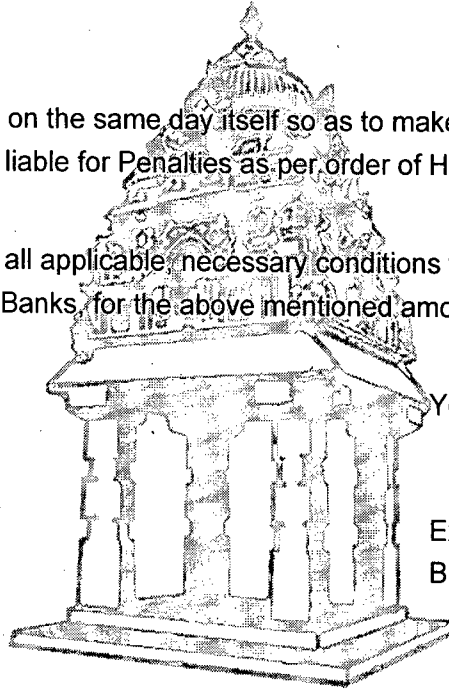 on the same day itself so as to make
liable for Penalties as per order of H
all applicable, necessary conditions
Banks, for the above mentioned amo
Y
E
B